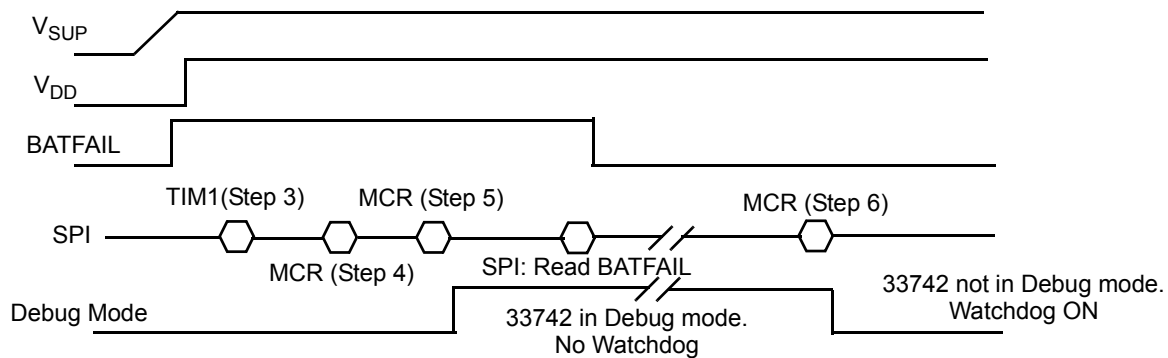 V_SUP
V_DD
BATFAIL
TIM1(Step 3)
MCR (Step 5)
MCR (Step 6)
SPI
MCR (Step 4)
SPI: Read BATFAIL
Debug Mode
33742 in Debug mode.
No Watchdog
33742 not in Debug mode.
Watchdog ON